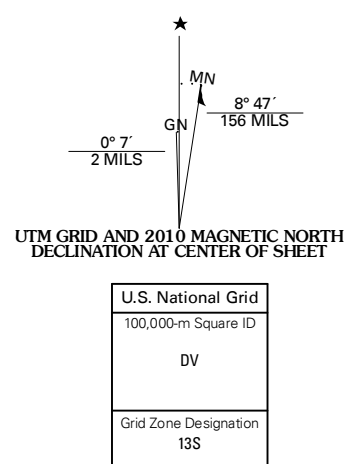 MN
8° 47´
156 MILS
GN
0° 7´
2 MILS
UTM GRID AND 2010 MAGNETIC NORTH
DECLINATION AT CENTER OF SHEET
U.S. National Grid
100,000-m Square ID
DV
Grid Zone Designation
13S